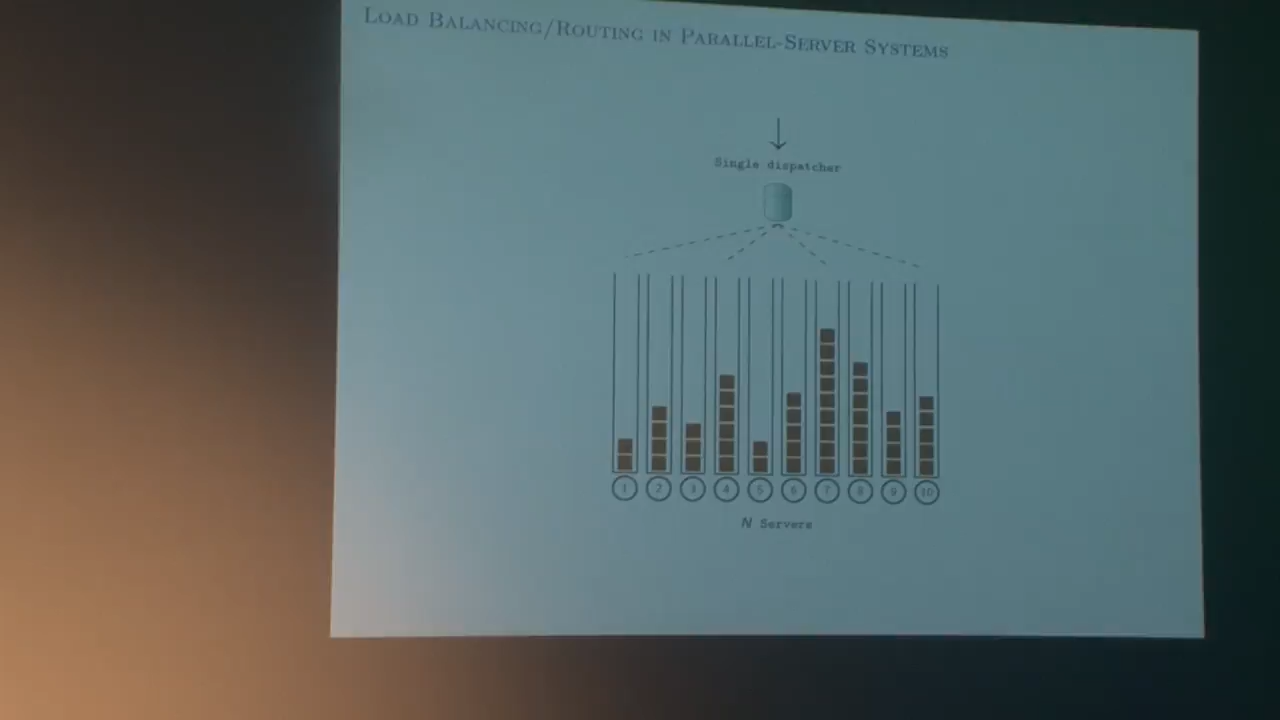 Load Balancing/Routing in Parallel-Server Systems
Single dispatcher
1 2 3 4 5 6 7 8 9 10
N Servers